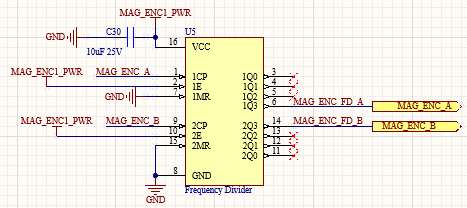 MAG_ENC1_PWR
C30
U5
GND
10uF 25V
16
VCC
MAG_ENC1_PWR
MAG_ENC_A
1
1CP
1Q0
3
2
1E
1Q1
4
GND
7
1MR
1Q2
5
1Q3
6
MAG_ENC_FD_A
MAG_ENC_A
MAG_ENC1_PWR
MAG_ENC_B
9
2CP
2Q3
14
MAG_ENC_FD_B
MAG_ENC_B
10
2E
2Q2
13
15
2MR
2Q1
12
2Q0
11
8
GND
GND
Frequency Divider